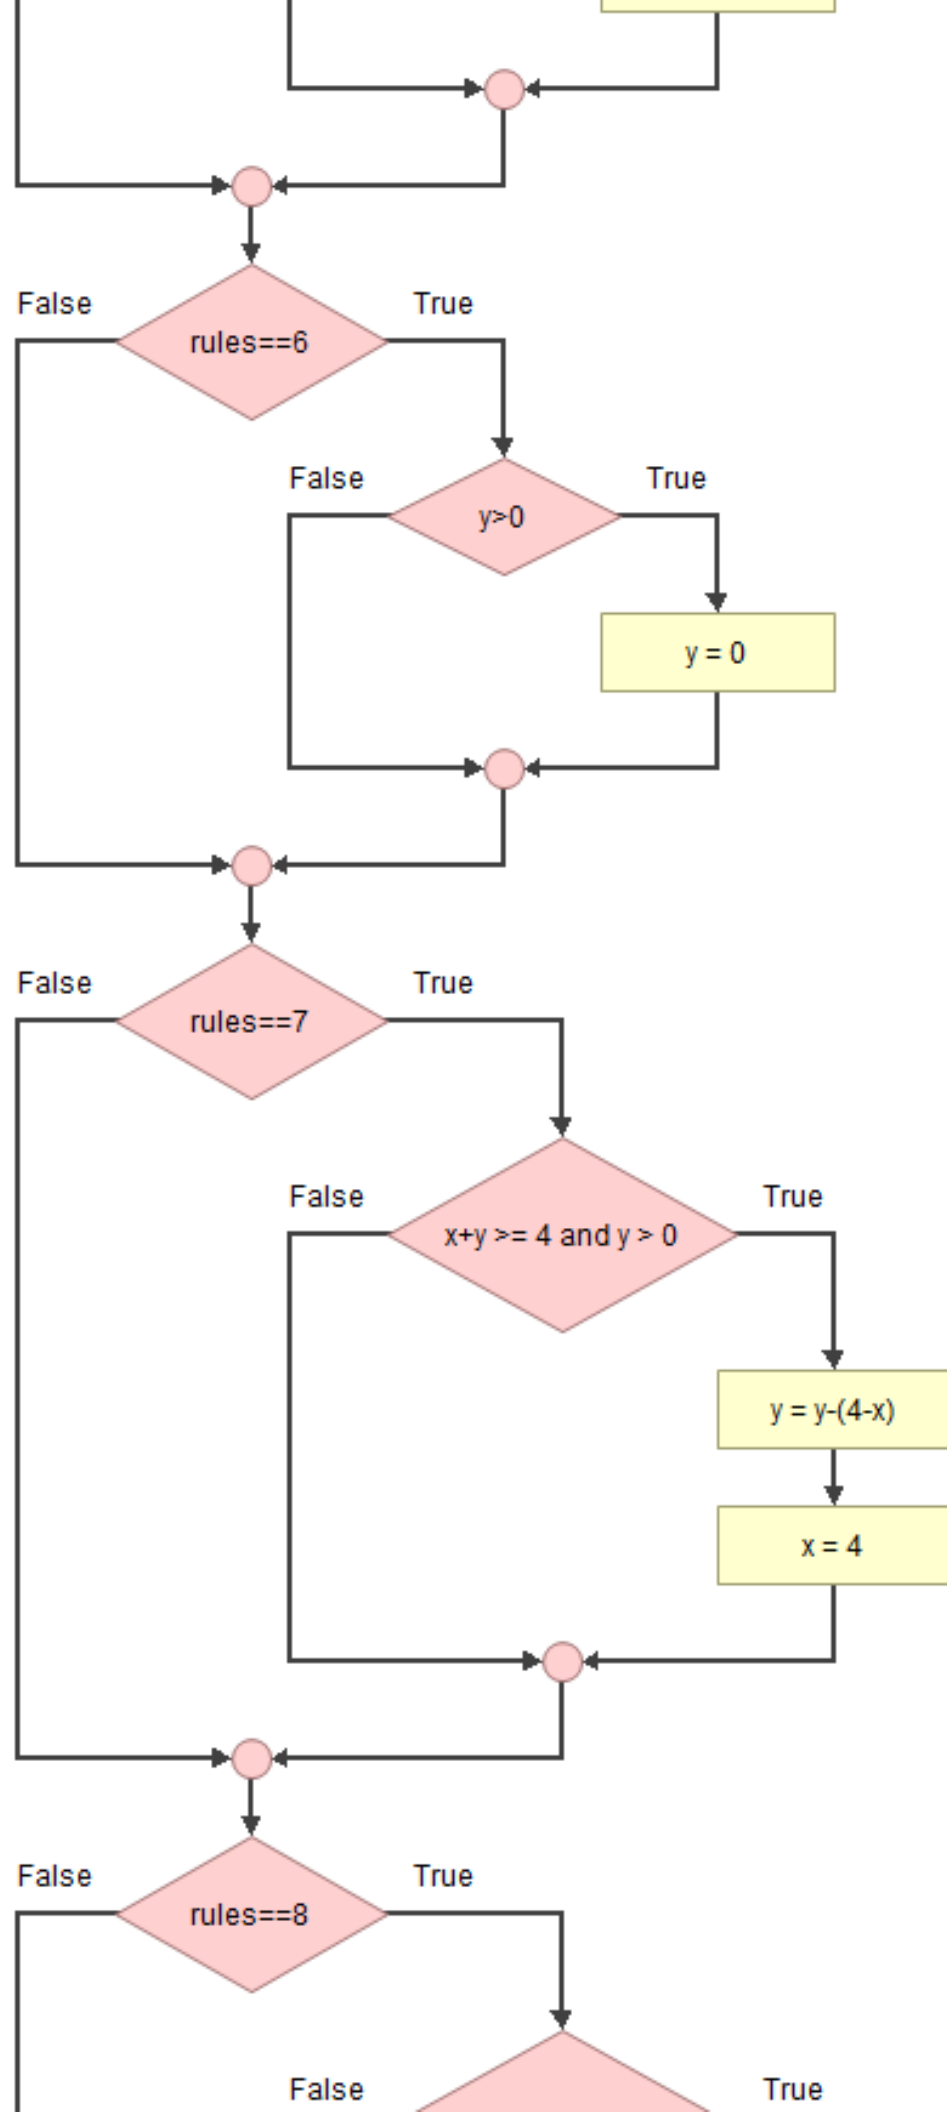 False
True
rules==6
False
True
y>0
y = 0
False
True
rules==7
False
True
x+y >= 4 and y > 0
y = y-(4-x)
x = 4
False
True
rules==8
False
True